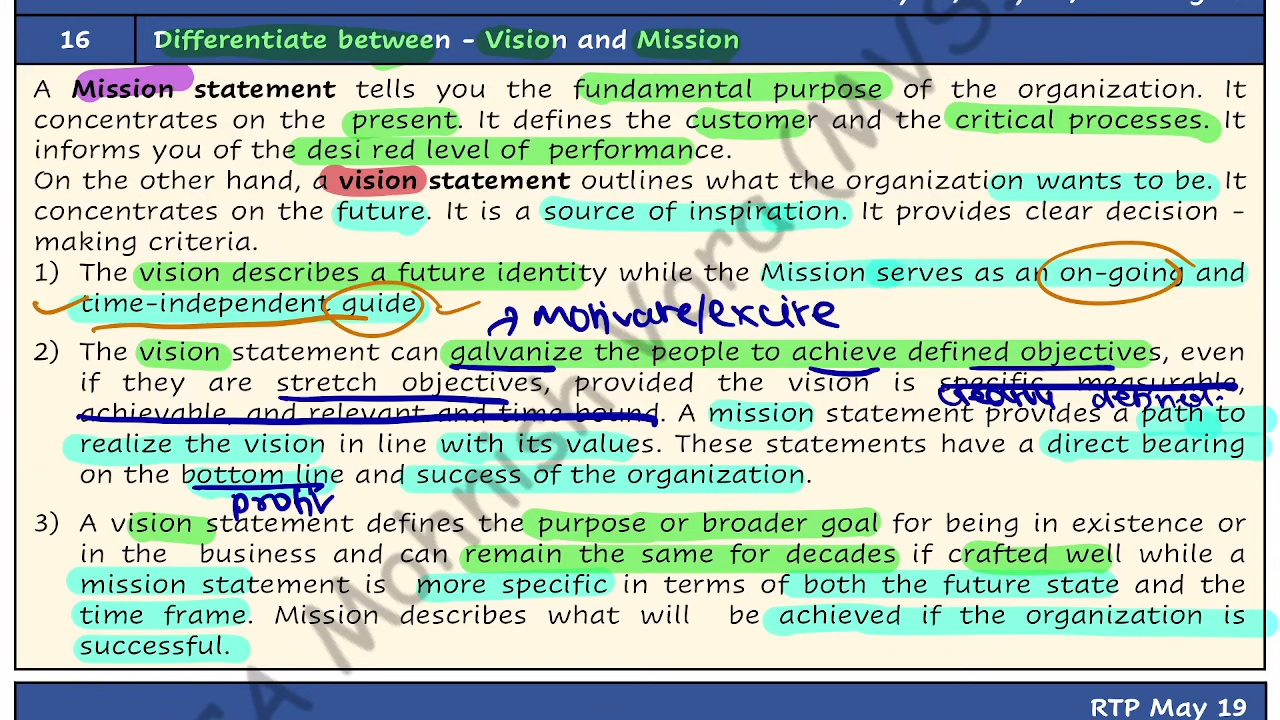 16 Differentiate between - Vision and Mission
A Mission statement tells you the fundamental purpose of the organization. It
concentrates on the present. It defines the customer and the critical processes. It
informs you of the desi red level of performance.
On the other hand, a vision statement outlines what the organization wants to be. It
concentrates on the future. It is a source of inspiration. It provides clear decision -
making criteria.
1) The vision describes a future identity while the Mission serves as an on-going and
time-independent guide
→ motivate/excite
2) The vision statement can galvanize the people to achieve defined objectives, even
if they are stretch objectives, provided the vision is specific, measurable,
clearly defined.
achievable, and relevant and time bound. A mission statement provides a path to
realize the vision in line with its values. These statements have a direct bearing
on the bottom line and success of the organization.
profit
3) A vision statement defines the purpose or broader goal for being in existence or
in the business and can remain the same for decades if crafted well while a
mission statement is more specific in terms of both the future state and the
time frame. Mission describes what will be achieved if the organization is
successful.
RTP May 19
CA Mohnish Vora (MVS.